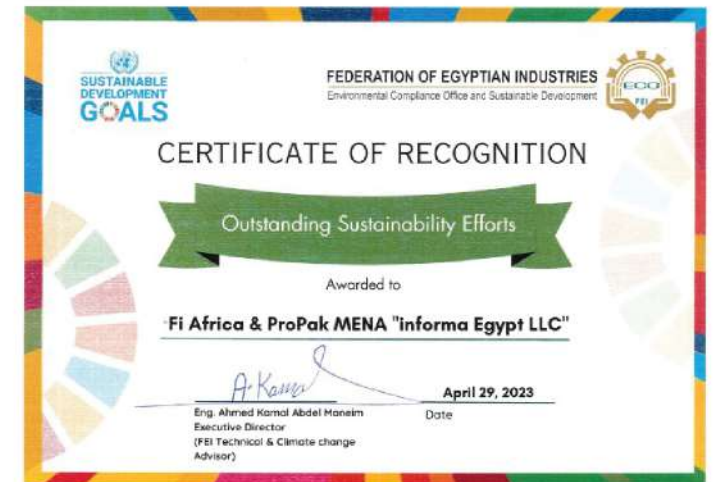 SUSTAINABLE
DEVELOPMENT
GOALS
FEDERATION OF EGYPTIAN INDUSTRIES
Environmental Compliance Office and Sustainable Development
ECO
FEI
CERTIFICATE OF RECOGNITION
Outstanding Sustainability Efforts
Awarded to
Fi Africa & ProPak MENA "informa Egypt LLC"
A. Kamal
April 29, 2023
Eng. Ahmed Kamal Abdel Moneim
Date
Executive Director
(FEI Technical & Climate change
Advisor)